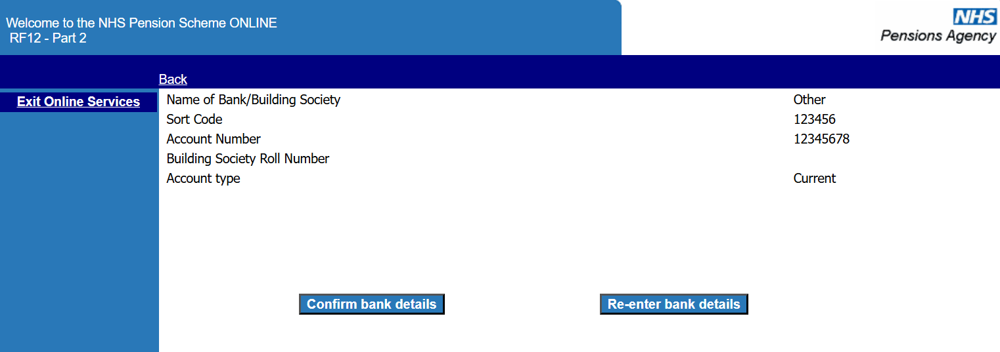 Welcome to the NHS Pension Scheme ONLINE
RF12 - Part 2
NHS
Pensions Agency
Back
Exit Online Services
Name of Bank/Building Society Other
Sort Code 123456
Account Number 12345678
Building Society Roll Number
Account type Current
Confirm bank details Re-enter bank details